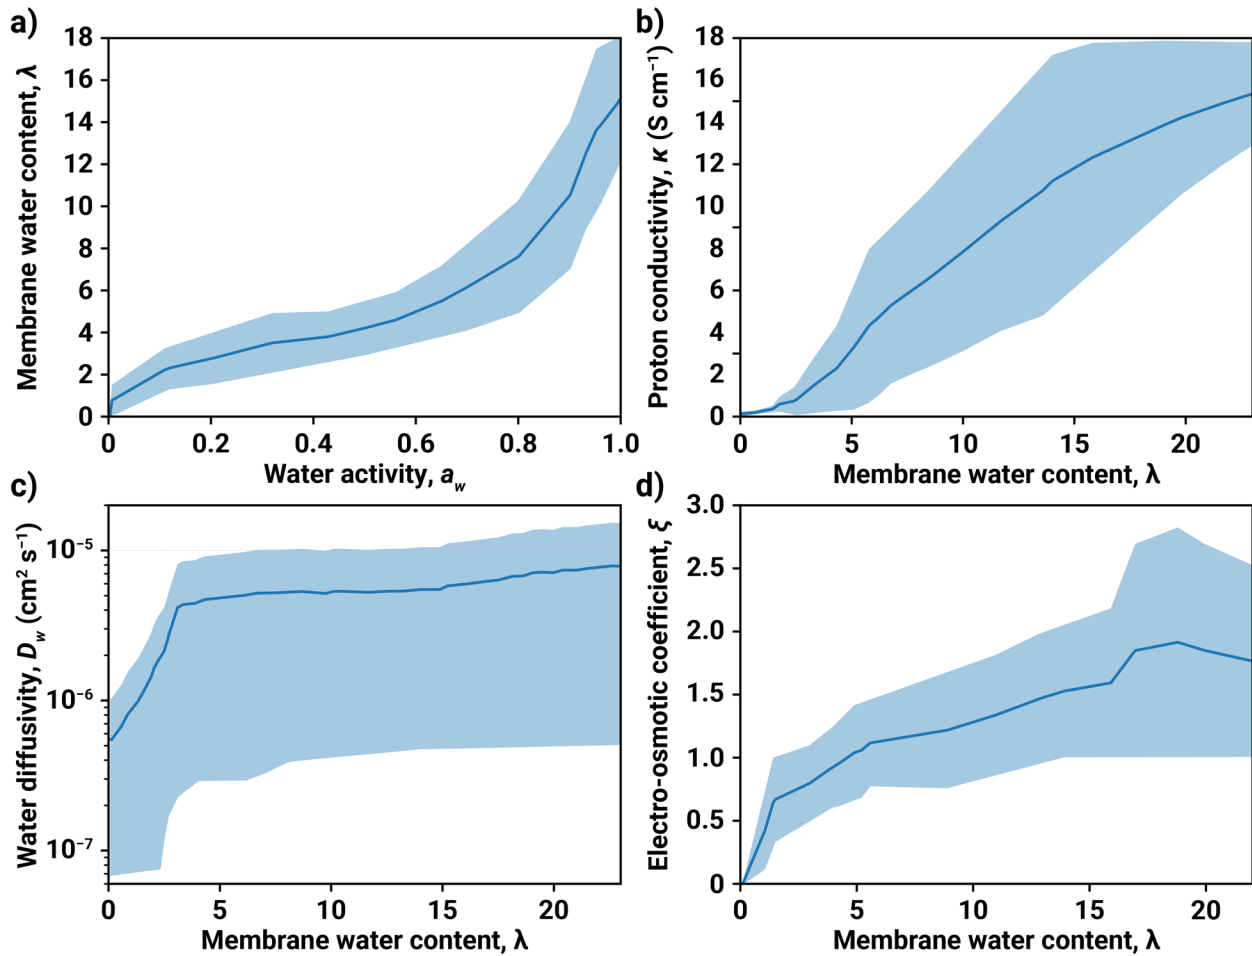 a)
Membrane water content, λ
18
16
14
12
10
8
6
4
2
0
0 0.2 0.4 0.6 0.8 1.0
Water activity, a_w
b)
Proton conductivity, κ (S cm⁻¹)
18
12
10
6
2
0
0 5 10 15 20
Membrane water content, λ
c)
Water diffusivity, D_w (cm² s⁻¹)
10⁻⁵
10⁻⁶
10⁻⁷
0 5 10 15 20
Membrane water content, λ
d)
Electro-osmotic coefficient, ξ
3.0
2.5
2.0
1.5
1.0
0.5
0
0 5 10 15 20
Membrane water content, λ